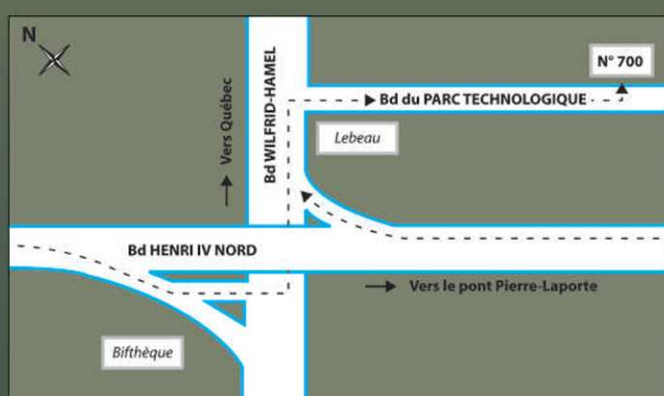 N
N° 700
Bd du PARC TECHNOLOGIQUE
Vers Québec
Bd WILFRID-HAMEL
Lebeau
Bd HENRI IV NORD
Vers le pont Pierre-Laporte
Bifthèque